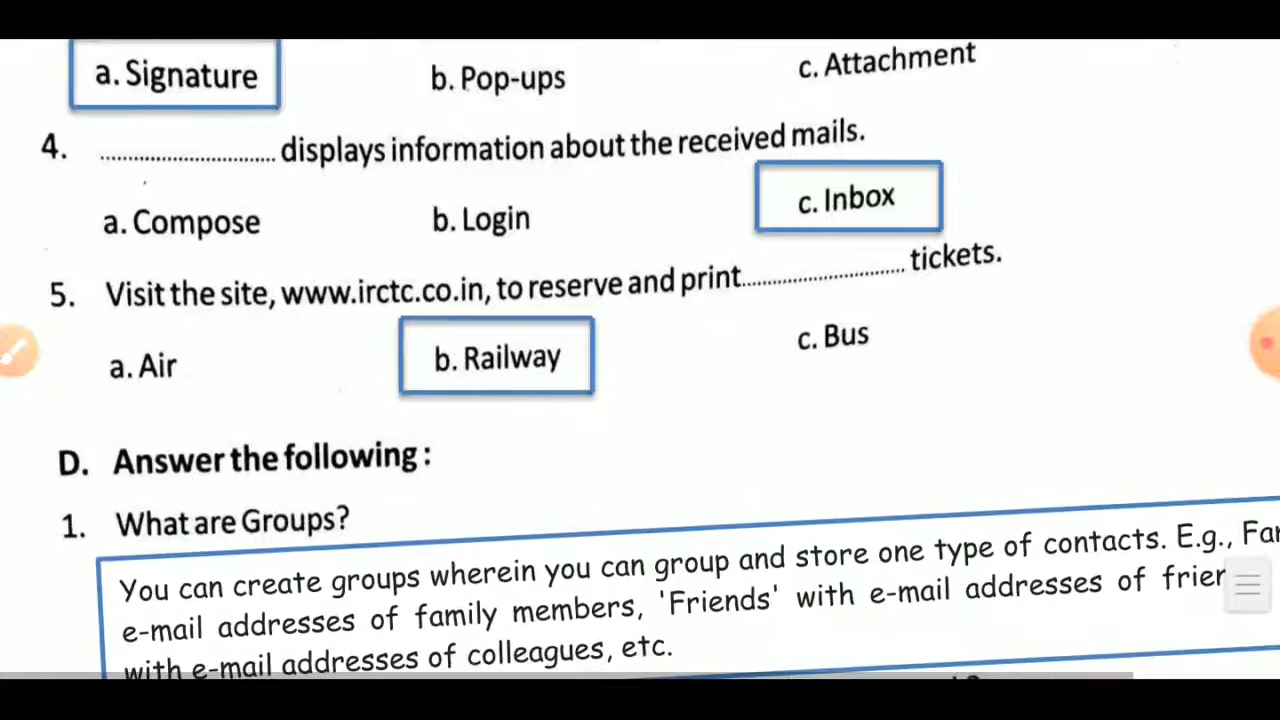 a. Signature b. Pop-ups c. Attachment
4. .............................. displays information about the received mails.
a. Compose b. Login c. Inbox
5. Visit the site, www.irctc.co.in, to reserve and print............................ tickets.
a. Air b. Railway c. Bus
D. Answer the following :
1. What are Groups?
You can create groups wherein you can group and store one type of contacts. E.g.,
e-mail addresses of family members, 'Friends' with e-mail addresses of
with e-mail addresses of colleagues, etc.